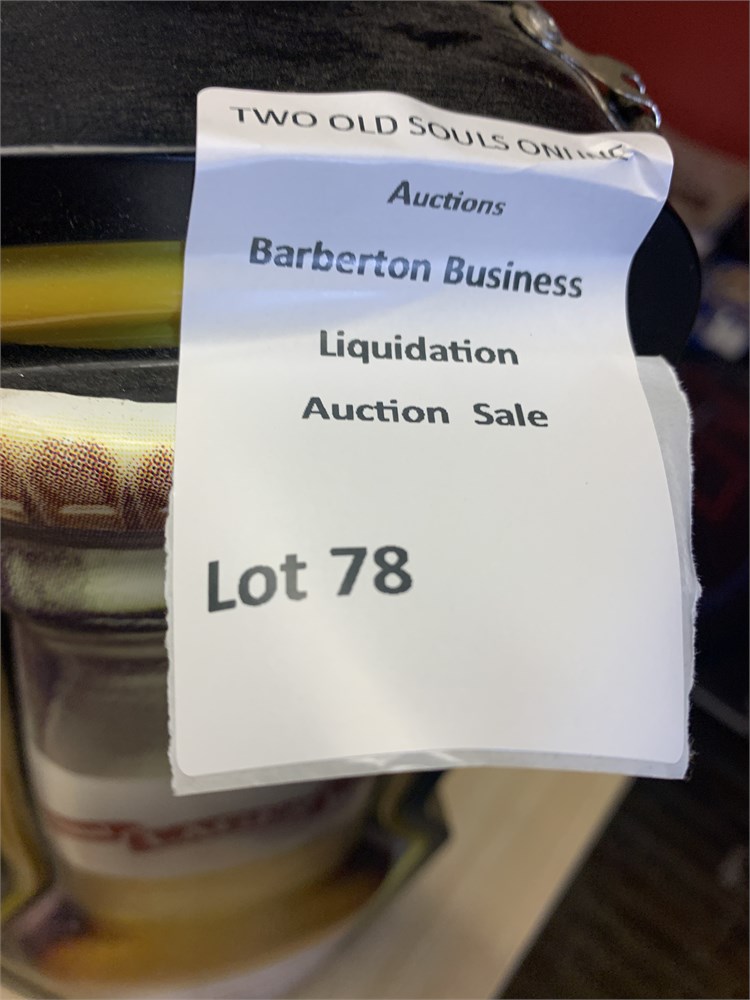 TWO OLD SOULS ONLINE
Auctions
Barberton Business
Liquidation
Auction Sale
Lot 78